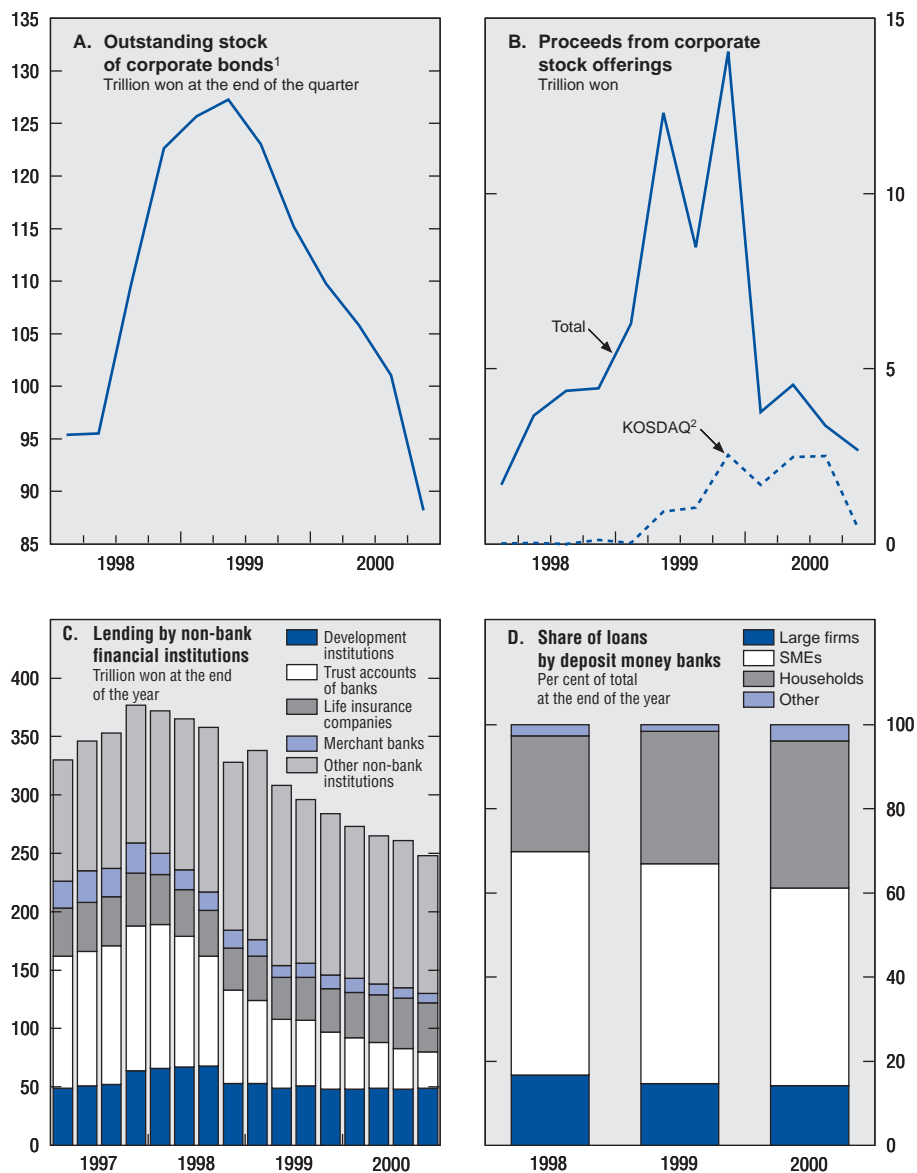 135
130
125
120
115
110
105
100
95
90
85
A. Outstanding stock
of corporate bonds1
Trillion won at the end of the quarter
1998 1999 2000
B. Proceeds from corporate
stock offerings
Trillion won
Total
KOSDAQ2
15
10
5
0
1998 1999 2000
C. Lending by non-bank
financial institutions
Trillion won at the end
of the year
Development
institutions
Trust accounts
of banks
Life insurance
companies
Merchant banks
Other non-bank
institutions
400
350
300
250
200
150
100
50
0
1997 1998 1999 2000
D. Share of loans
by deposit money banks
Per cent of total
at the end of the year
Large firms
SMEs
Households
Other
100
80
60
40
20
0
1998 1999 2000